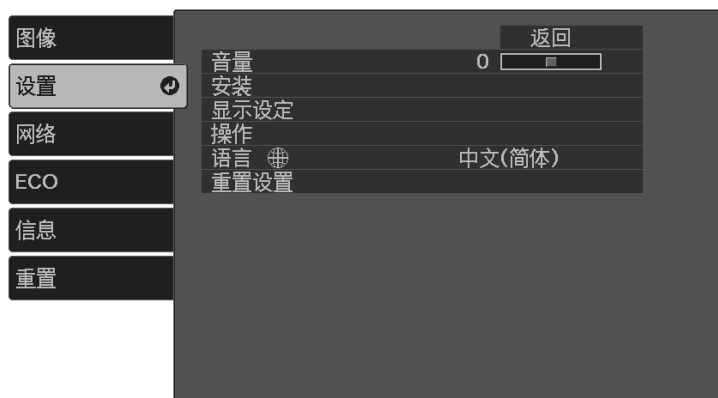 图像
设置
网络
ECO
信息
重置
返回
音量 0
安装
显示设定
操作
语言 中文(简体)
重置设置